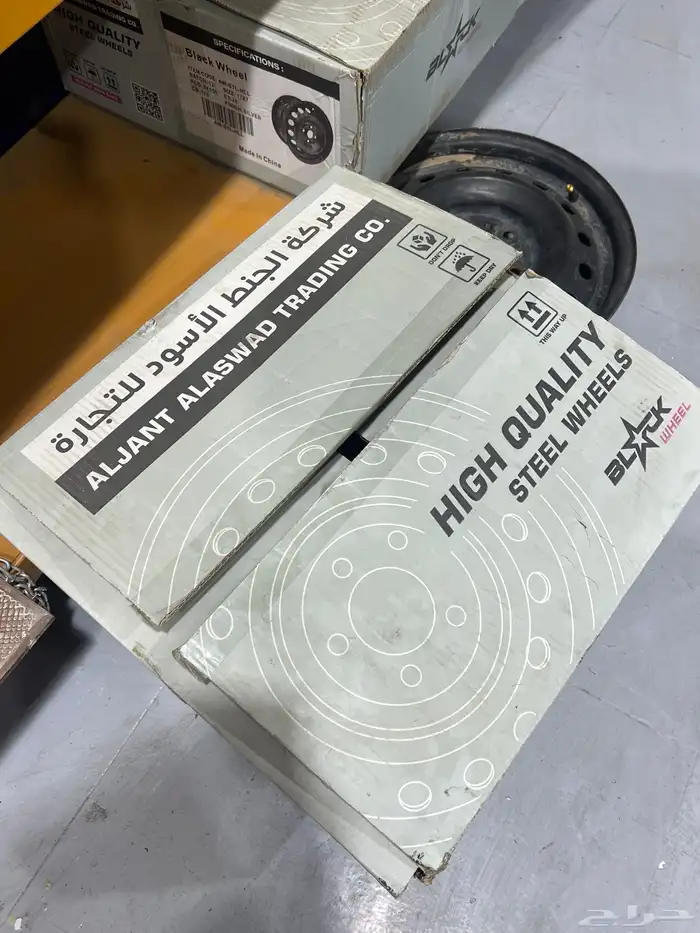 HIGH QUALITY
STEEL WHEELS
SPECIFICATIONS :
Black Wheel
Made In China
BLACK
شركة الجنط الأسود للتجارة
ALJANT ALASWAD TRADING CO.
DON'T DROP
KEEP DRY
THIS WAY UP
HIGH QUALITY
STEEL WHEELS
BLACK
WHEEL
حراج